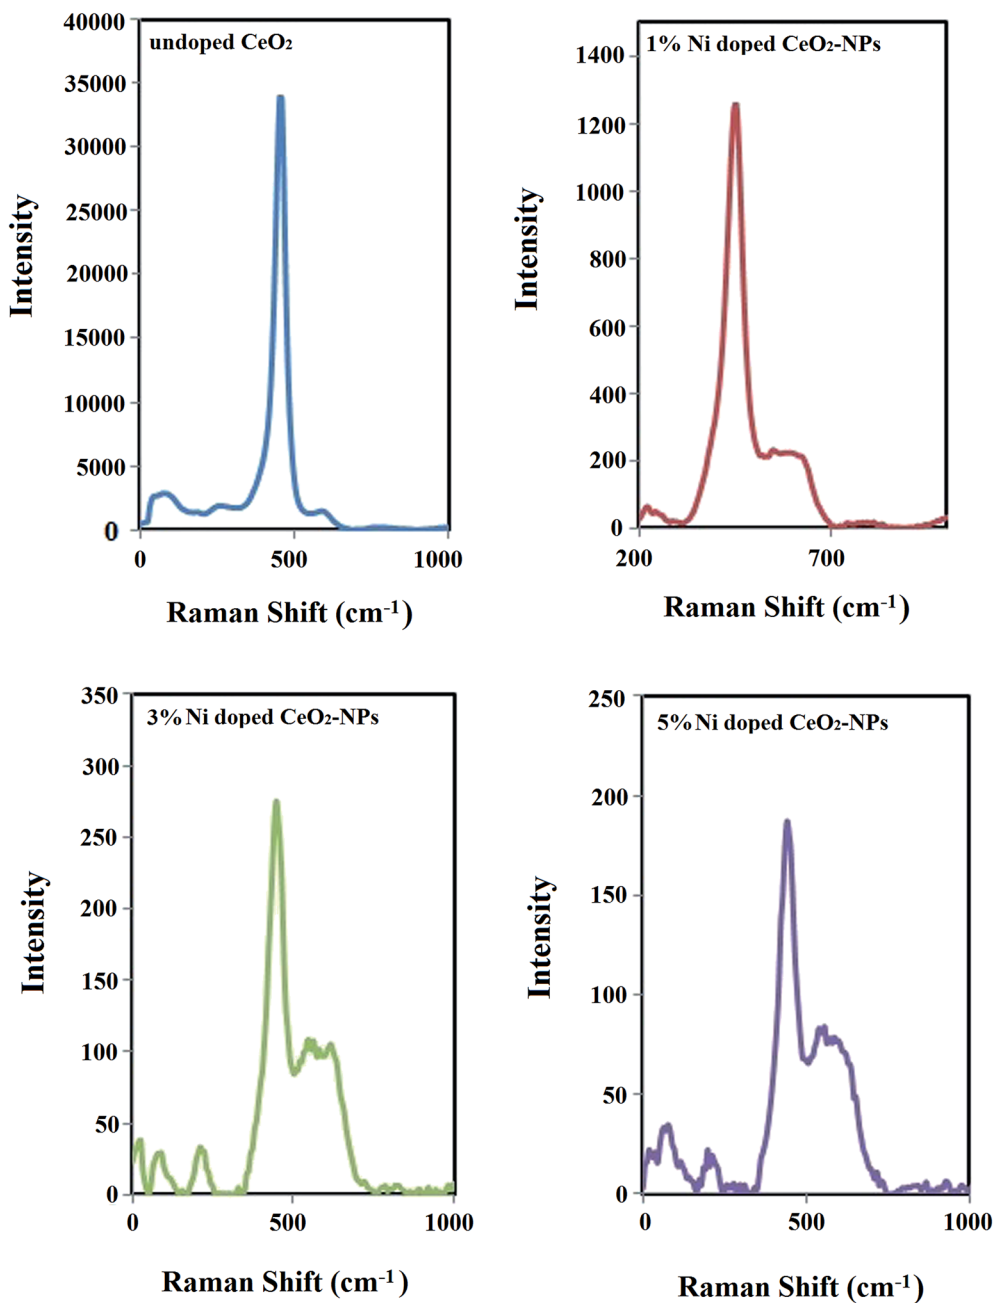 undoped CeO₂
40000
35000
30000
25000
20000
15000
10000
5000
0
0 500 1000
Intensity
Raman Shift (cm⁻¹)
1% Ni doped CeO₂-NPs
1400
1200
1000
800
600
400
200
0
200 700
Intensity
Raman Shift (cm⁻¹)
3% Ni doped CeO₂-NPs
350
300
250
200
150
100
50
0
0 500 1000
Intensity
Raman Shift (cm⁻¹)
5% Ni doped CeO₂-NPs
250
200
150
100
50
0
0 500 1000
Intensity
Raman Shift (cm⁻¹)